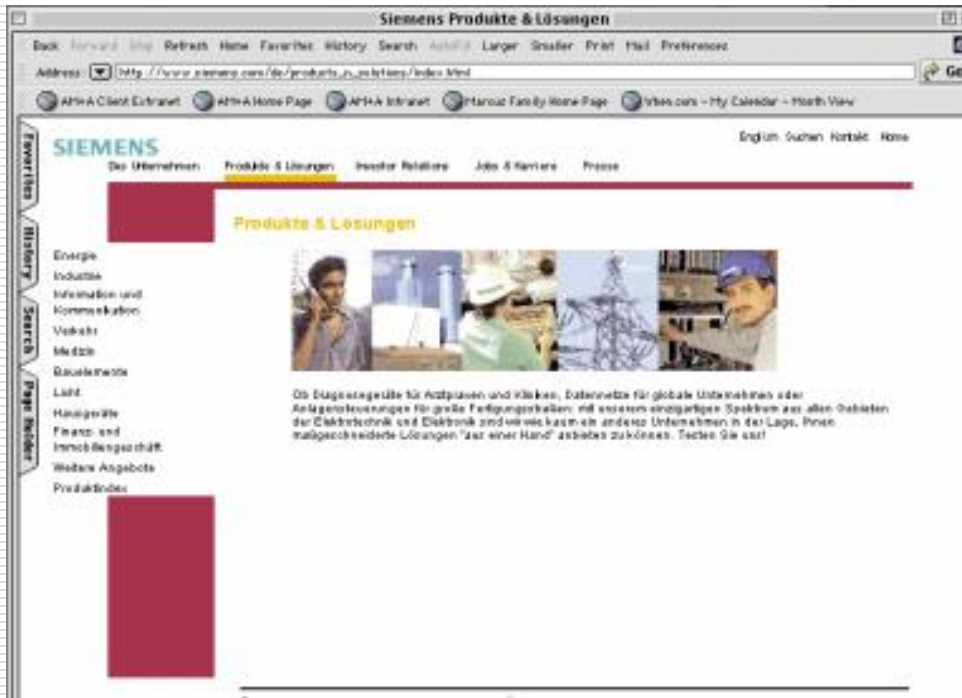 Siemens Produkte & Lösungen
Back Forward Stop Refresh Home Favorites History Search AutoFill Larger Smaller Print Mail Preferences
Address: http://www.siemens.com/de/products_n_solutions/index.html Go
AM+A Client Extranet AM+A Home Page AM+A Intranet Marcus Family Home Page When.com - My Calendar - Month View
Favorites
History
Search
Page Holder
English Suchen Kontakt Home
SIEMENS
Das Unternehmen Produkte & Lösungen Investor Relations Jobs & Karriere Presse
Produkte & Lösungen
Energie
Industrie
Information und
Kommunikation
Verkehr
Medizin
Bauelemente
Licht
Hausgeräte
Finanz- und
Immobiliengeschäft
Weitere Angebote
Produktindex
Ob Diagnosegeräte für Arztpraxen und Kliniken, Datennetze für globale Unternehmen oder
Anlagensteuerungen für große Fertigungsstraßen: mit unserem einzigartigen Spektrum aus allen Gebieten
der Elektrotechnik und Elektronik sind wir wie kaum ein anderes Unternehmen in der Lage, Ihnen
maßgeschneiderte Lösungen "aus einer Hand" anbieten zu können. Testen Sie uns!